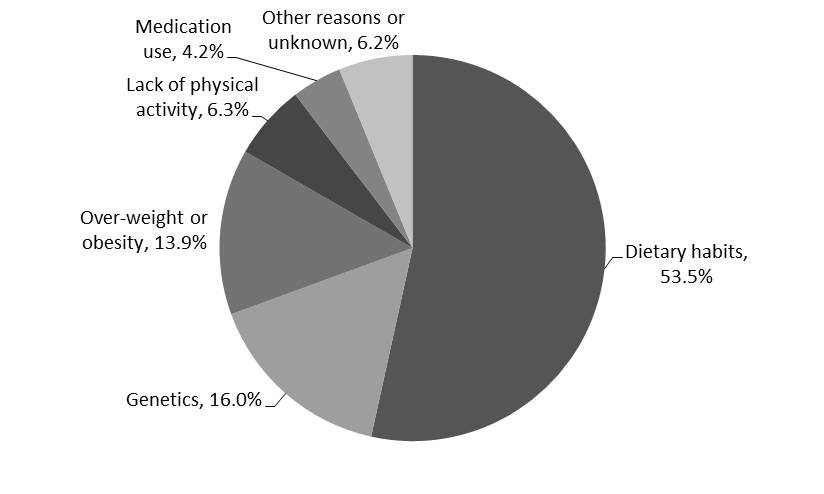 Medication
use, 4.2%
Other reasons or
unknown, 6.2%
Lack of physical
activity, 6.3%
Over-weight or
obesity, 13.9%
Dietary habits,
53.5%
Genetics, 16.0%